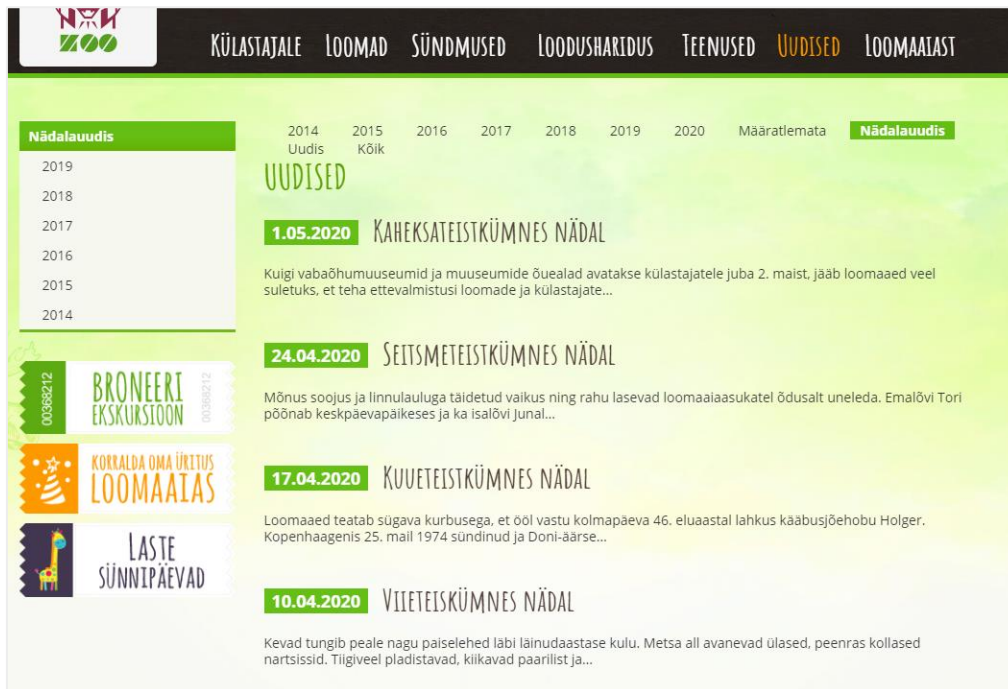 ZOO
Külastajale Loomad Sündmused Loodusharidus Teenused Uudised Loomaaiast
Nädalauudis
2019
2018
2017
2016
2015
2014
00368212
BRONEERI
EKSKURSIOON
00368212
KORRALDA OMA ÜRITUS
LOOMAAIAS
LASTE
SÜNNIPÄEVAD
2014 2015 2016 2017 2018 2019 2020 Määratlemata Nädalauudis
Uudis Kõik
UUDISED
1.05.2020 Kaheksateistkümnes nädal
Kuigi vabaõhumuuseumid ja muuseumide õuealad avatakse külastajatele juba 2. maist, jääb loomaaed veel
suletuks, et teha ettevalmistusi loomade ja külastajate...
24.04.2020 Seitsmeteistkümnes nädal
Mõnus soojus ja linnulauluga täidetud vaikus ning rahu lasevad loomaaiaasukatel õdusalt uneleda. Emalõvi Tori
põõnab keskpäevapäikeses ja ka isalõvi Junal...
17.04.2020 Kuueteistkümnes nädal
Loomaaed teatab sügava kurbusega, et ööl vastu kolmapäeva 46. eluaastal lahkus kääbusjõehobu Holger.
Kopenhaagenis 25. mail 1974 sündinud ja Doni-äärse...
10.04.2020 Viieteiskümnes nädal
Kevad tungib peale nagu paiselehed läbi läinudaastase kulu. Metsa all avanevad ülased, peenras kollased
nartsissid. Tiigiveel pladistavad, kiikavad paarilist ja...